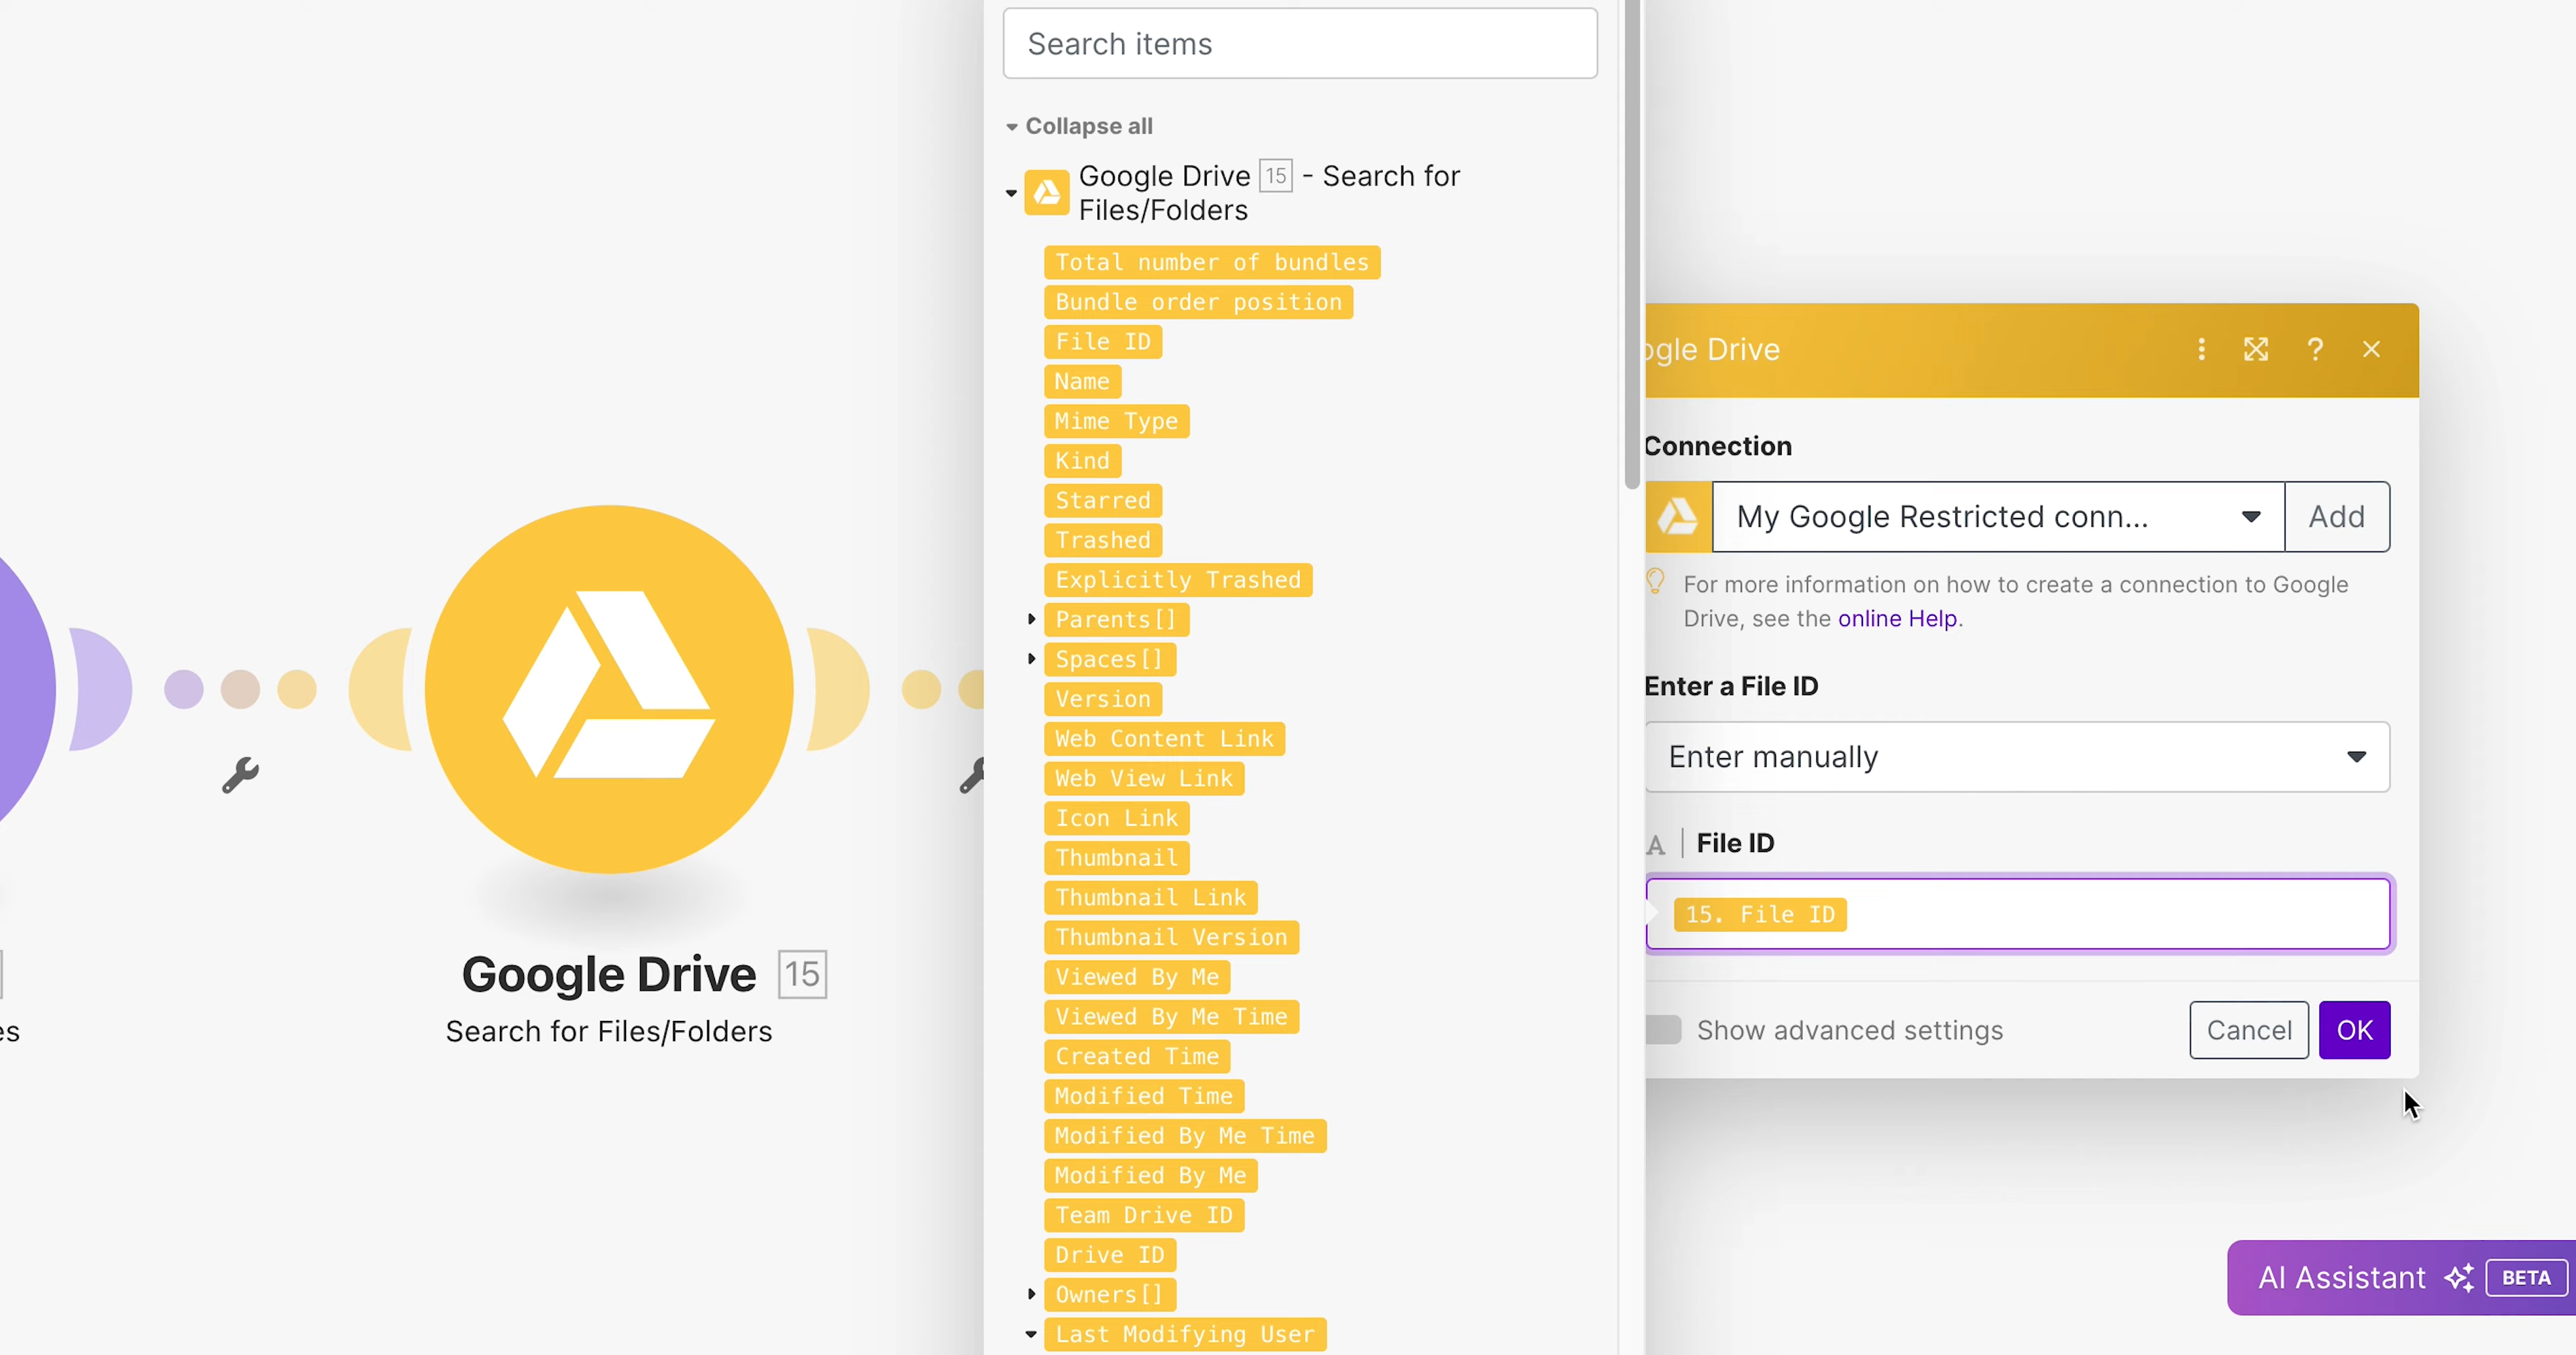 Search items
Collapse all
Google Drive 15 - Search for
Files/Folders
Total number of bundles
Bundle order position
File ID
Name
Mime Type
Kind
Starred
Trashed
Explicitly Trashed
Parents[]
Spaces[]
Version
Web Content Link
Web View Link
Icon Link
Thumbnail
Thumbnail Link
Thumbnail Version
Viewed By Me
Viewed By Me Time
Created Time
Modified Time
Modified By Me Time
Modified By Me
Team Drive ID
Drive ID
Owners[]
Last Modifying User
es
Google Drive 15
Search for Files/Folders
ogle Drive
Connection
My Google Restricted conn...
Add
For more information on how to create a connection to Google
Drive, see the online Help.
Enter a File ID
Enter manually
A | File ID
15. File ID
Show advanced settings
Cancel
OK
AI Assistant BETA